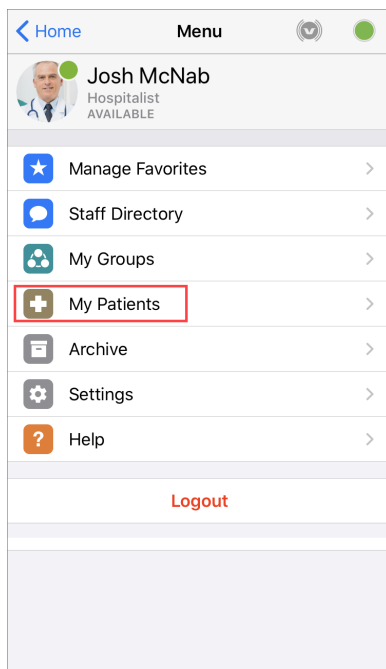 Home Menu
Josh McNab
Hospitalist
AVAILABLE
Manage Favorites
Staff Directory
My Groups
My Patients
Archive
Settings
? Help
Logout